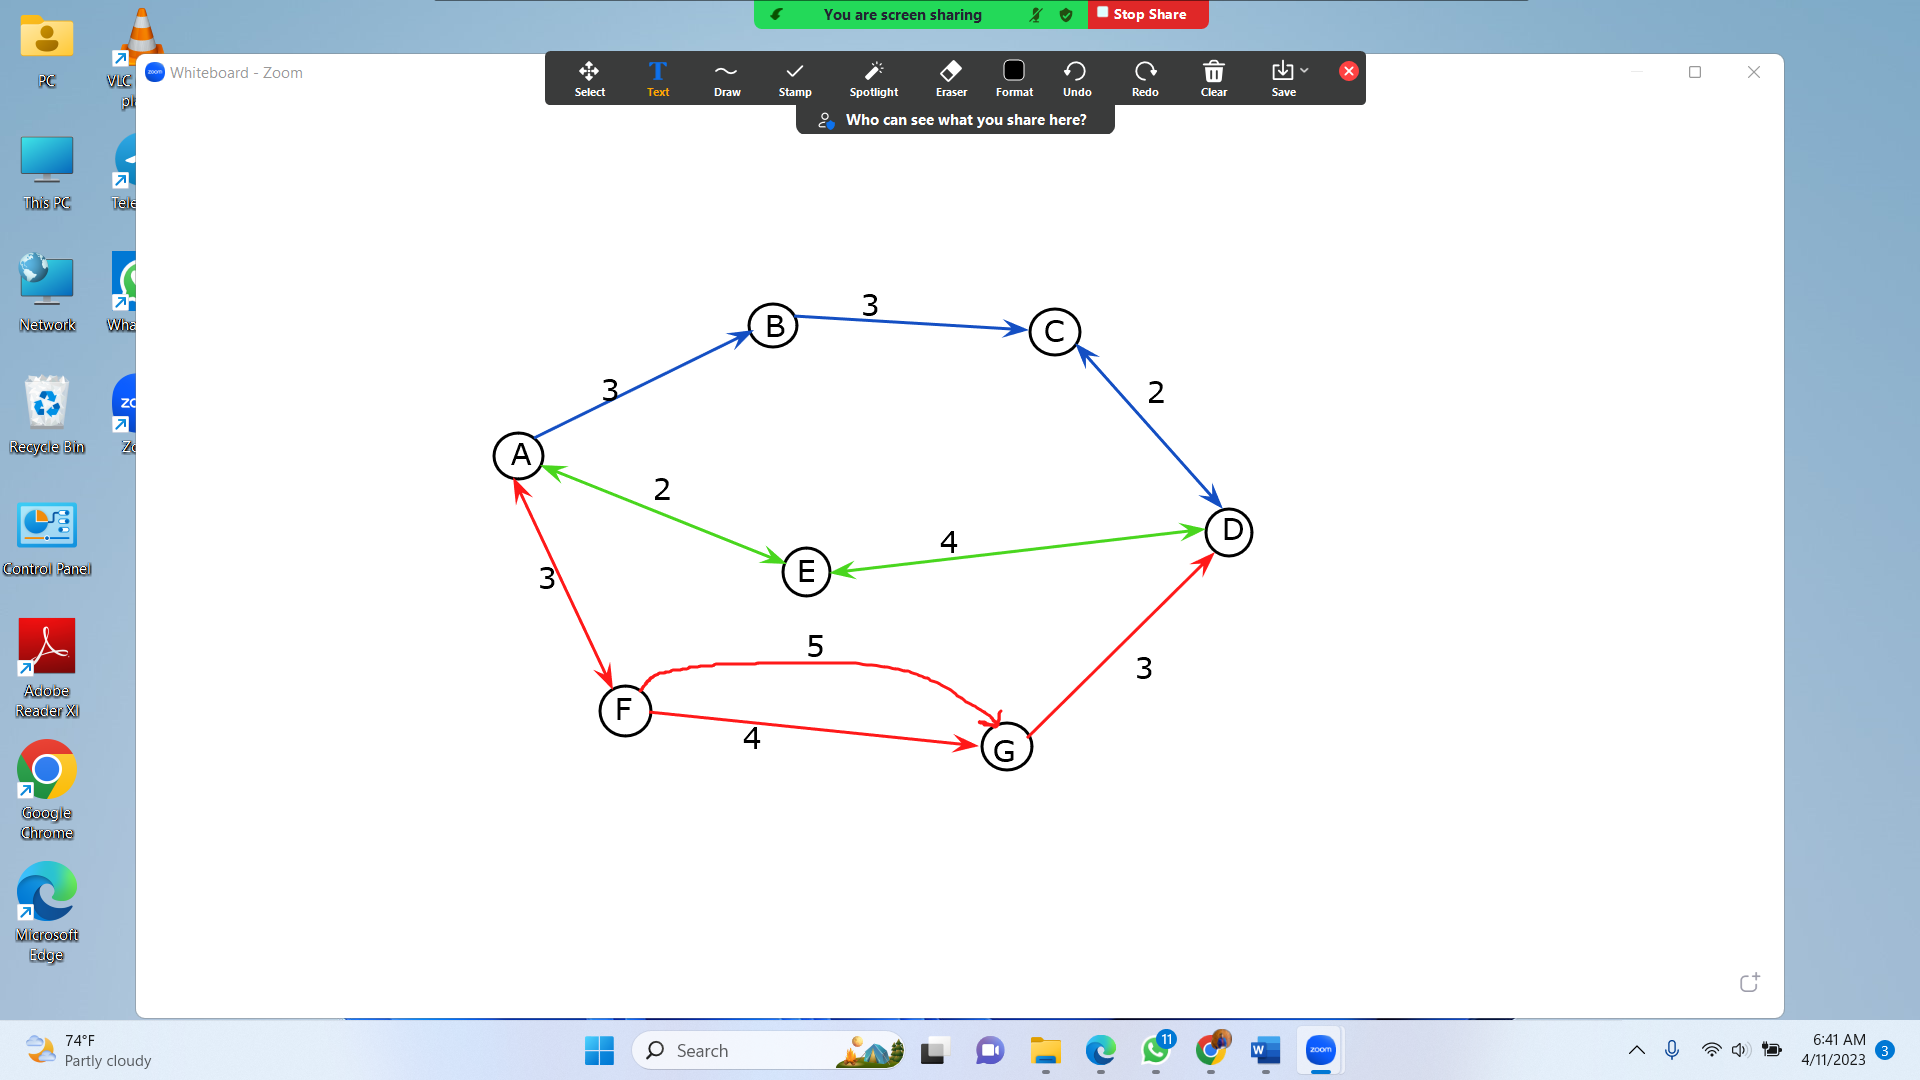 You are screen sharing
Stop Share
PC
VLC
pl
zoom
Whiteboard - Zoom
Select
Text
Draw
Stamp
Spotlight
Eraser
Format
Undo
Redo
Clear
Save
Who can see what you share here?
This PC
Tele
Network
Wha
Recycle Bin
Zo
Control Panel
Adobe
Reader XI
Google
Chrome
Microsoft
Edge
B
3
C
3
2
A
2
4
D
E
3
5
3
F
4
G
74°F
Partly cloudy
Search
11
W
zoom
6:41 AM
4/11/2023
3